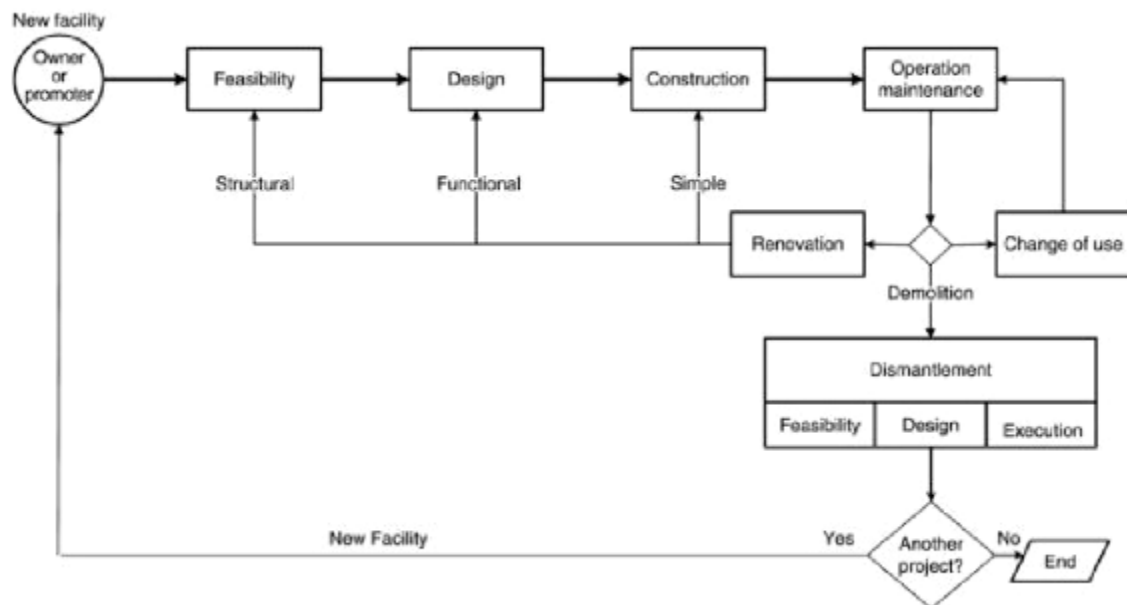 New facility
Owner
or
promoter
Feasibility
Design
Construction
Operation
maintenance
Structural
Functional
Simple
Renovation
Change of use
Demolition
Dismantlement
Feasibility
Design
Execution
New Facility
Yes
Another
project?
No
End